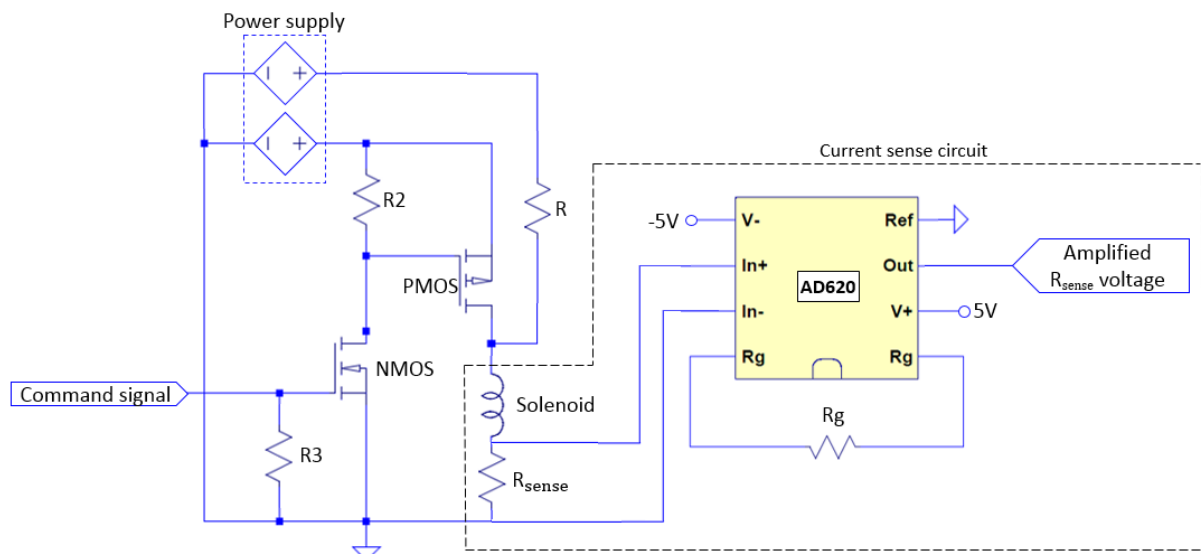 Power supply
Current sense circuit
R2
R
-5V
V-
Ref
In+
Out
Amplified
Rsense voltage
PMOS
AD620
In-
V+
5V
NMOS
Rg
Rg
Command signal
Solenoid
Rg
R3
Rsense